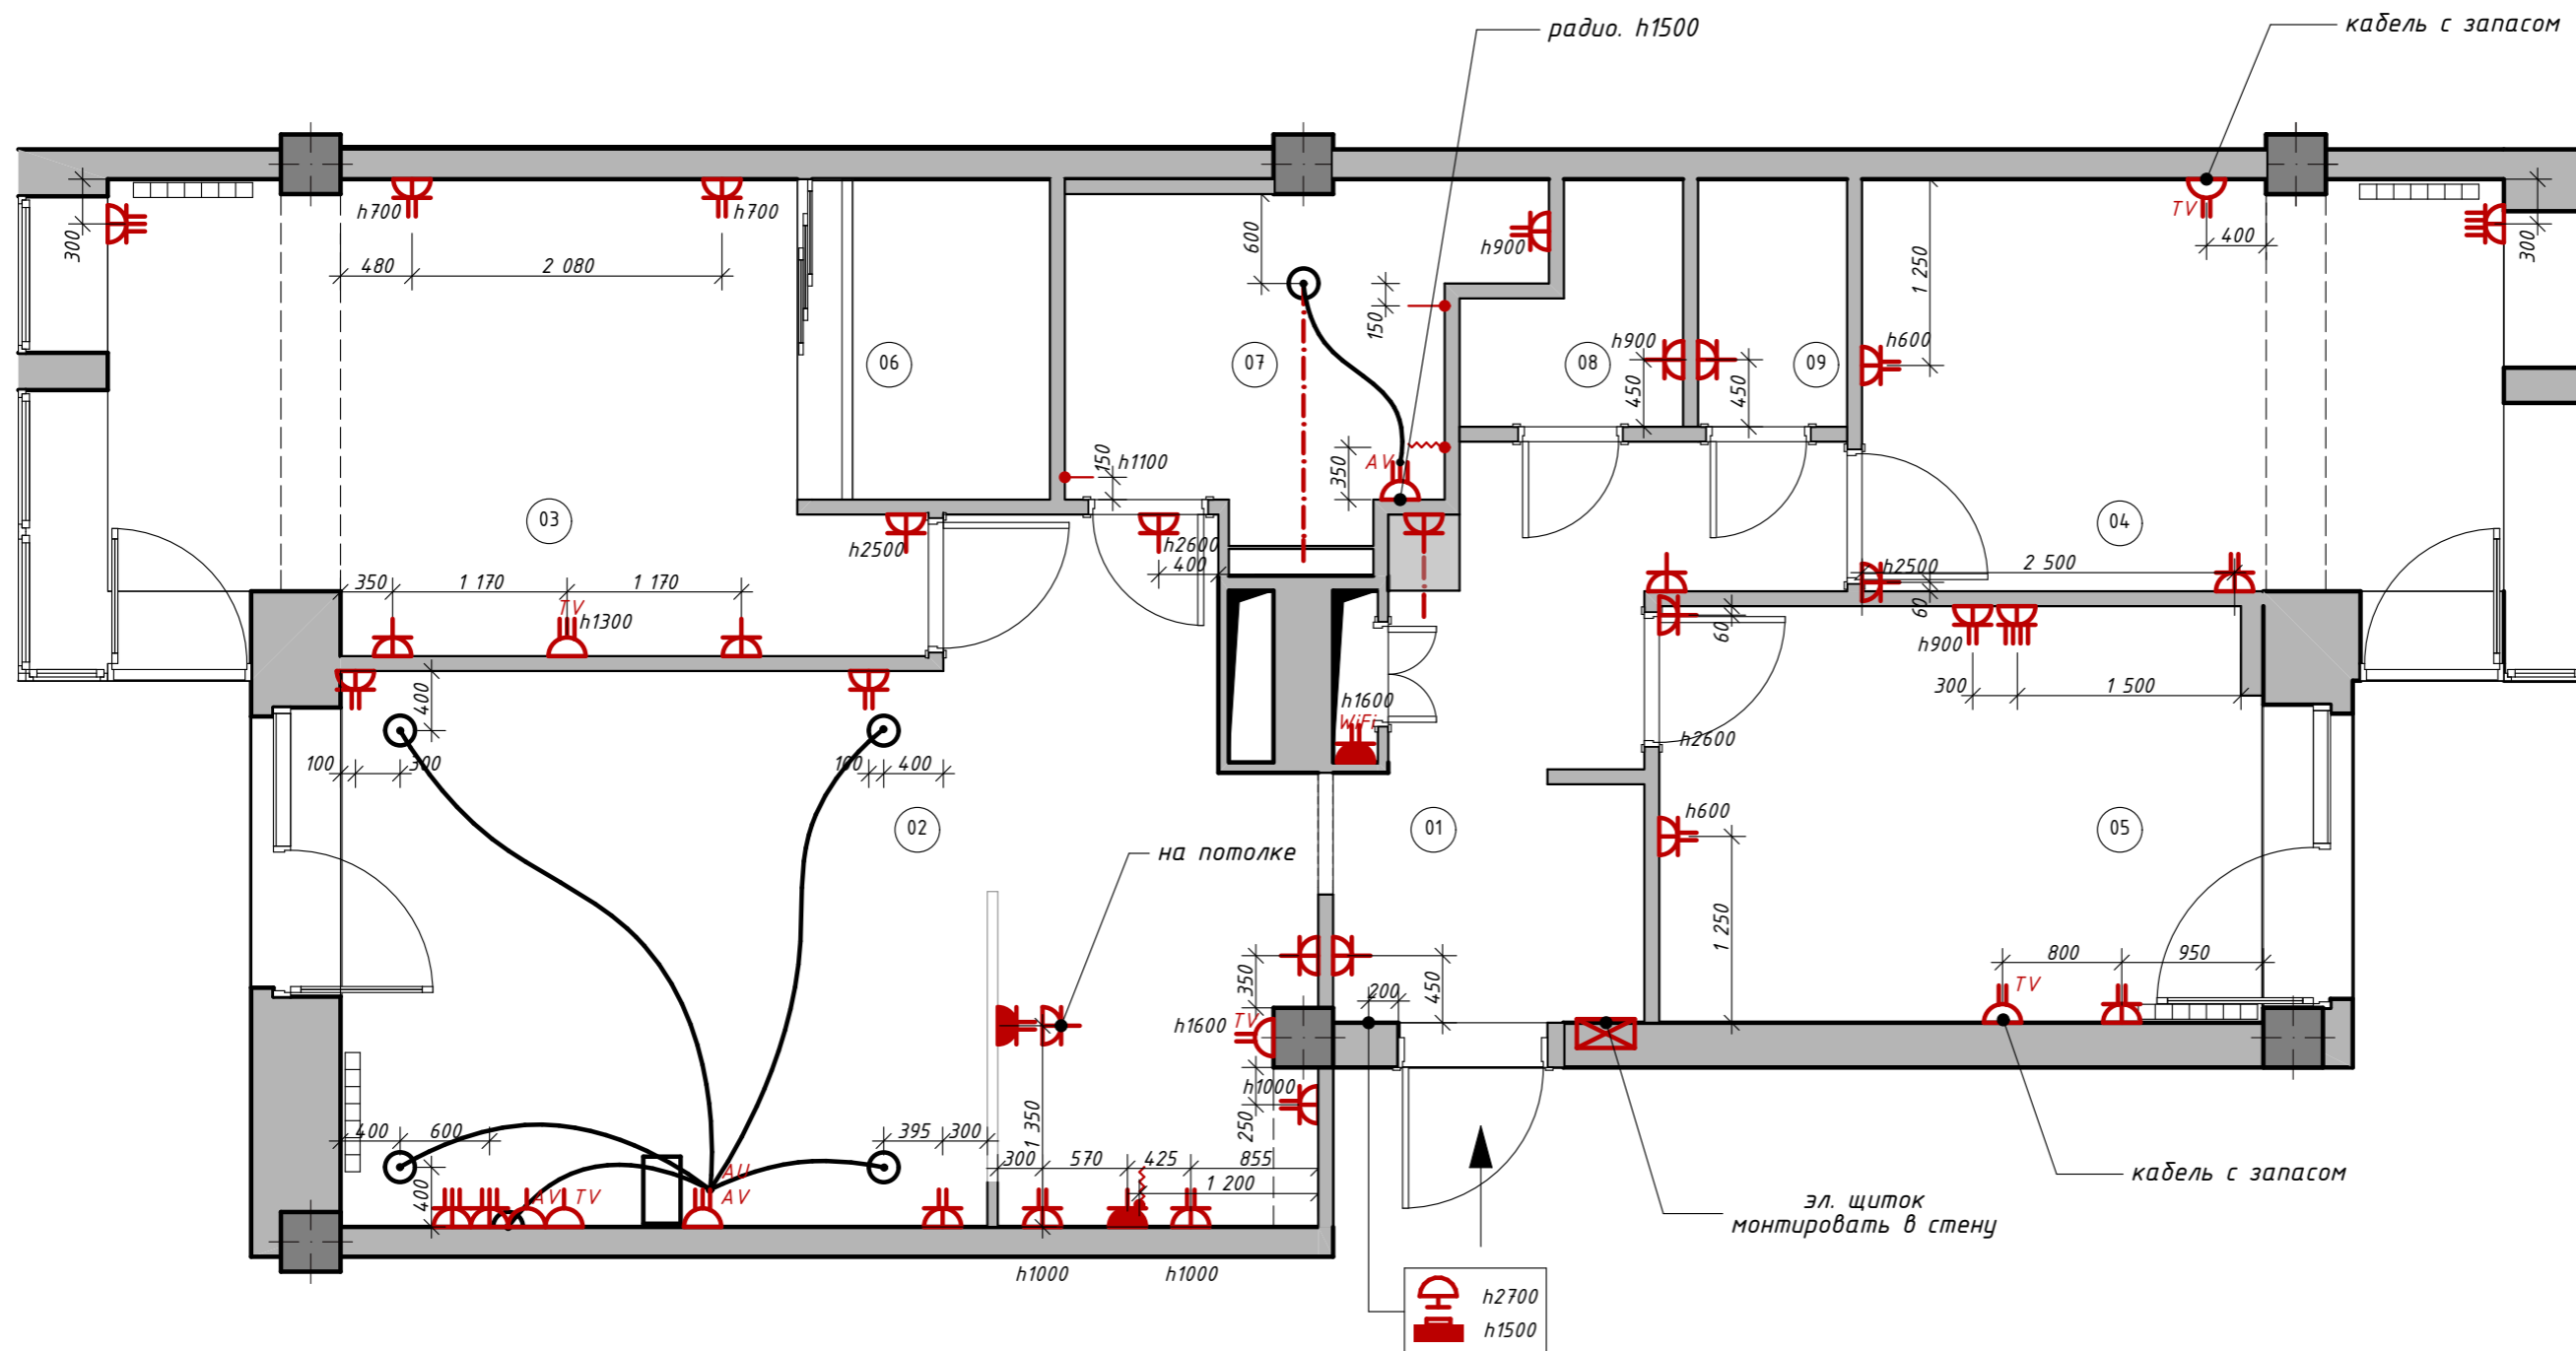 радио. h1500
кабель с запасом
300
h700
h700
480
2 080
600
h900
150
TV
400
300
1 250
h600
06
07
h900
08
09
450
450
150
h1100
350
AV
03
04
h2500
h2600
400
h2500
2 500
60
350
1 170
1 170
TV
h1300
60
h900
300
1 500
400
100
300
100
400
h1600
WiFi
h2600
02
01
h600
05
на потолке
1 250
350
450
200
800
950
h1600
TV
TV
h1000
250
400
600
395
300
1 350
300
570
425
855
1 200
400
AV
TV
AU
AV
кабель с запасом
эл. щиток
монтировать в стену
h1000
h1000
h2700
h1500